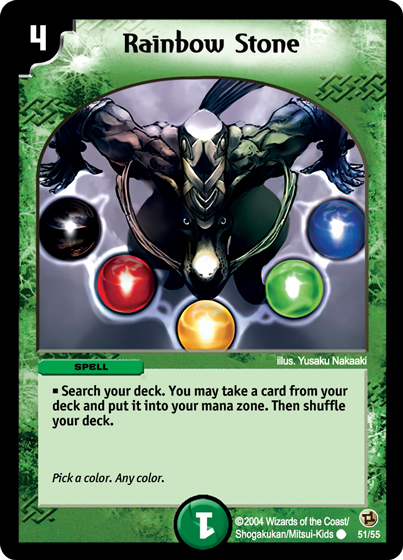 4
Rainbow Stone
illus. Yusaku Nakaaki
SPELL
▪ Search your deck. You may take a card from your
deck and put it into your mana zone. Then shuffle
your deck.
Pick a color. Any color.
1
©2004 Wizards of the Coast/
Shogakukan/Mitsui-Kids ● 51/55